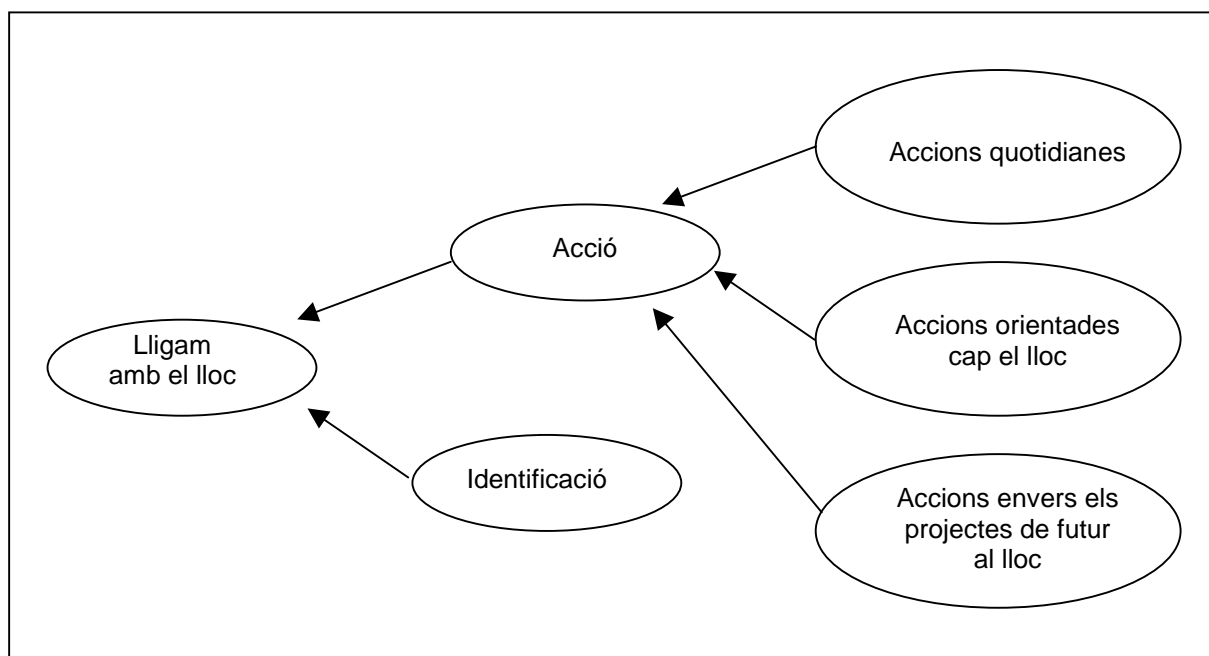 Accions quotidianes
Acció
Accions orientades
cap el lloc
Lligam
amb el lloc
Identificació
Accions envers els
projectes de futur
al lloc